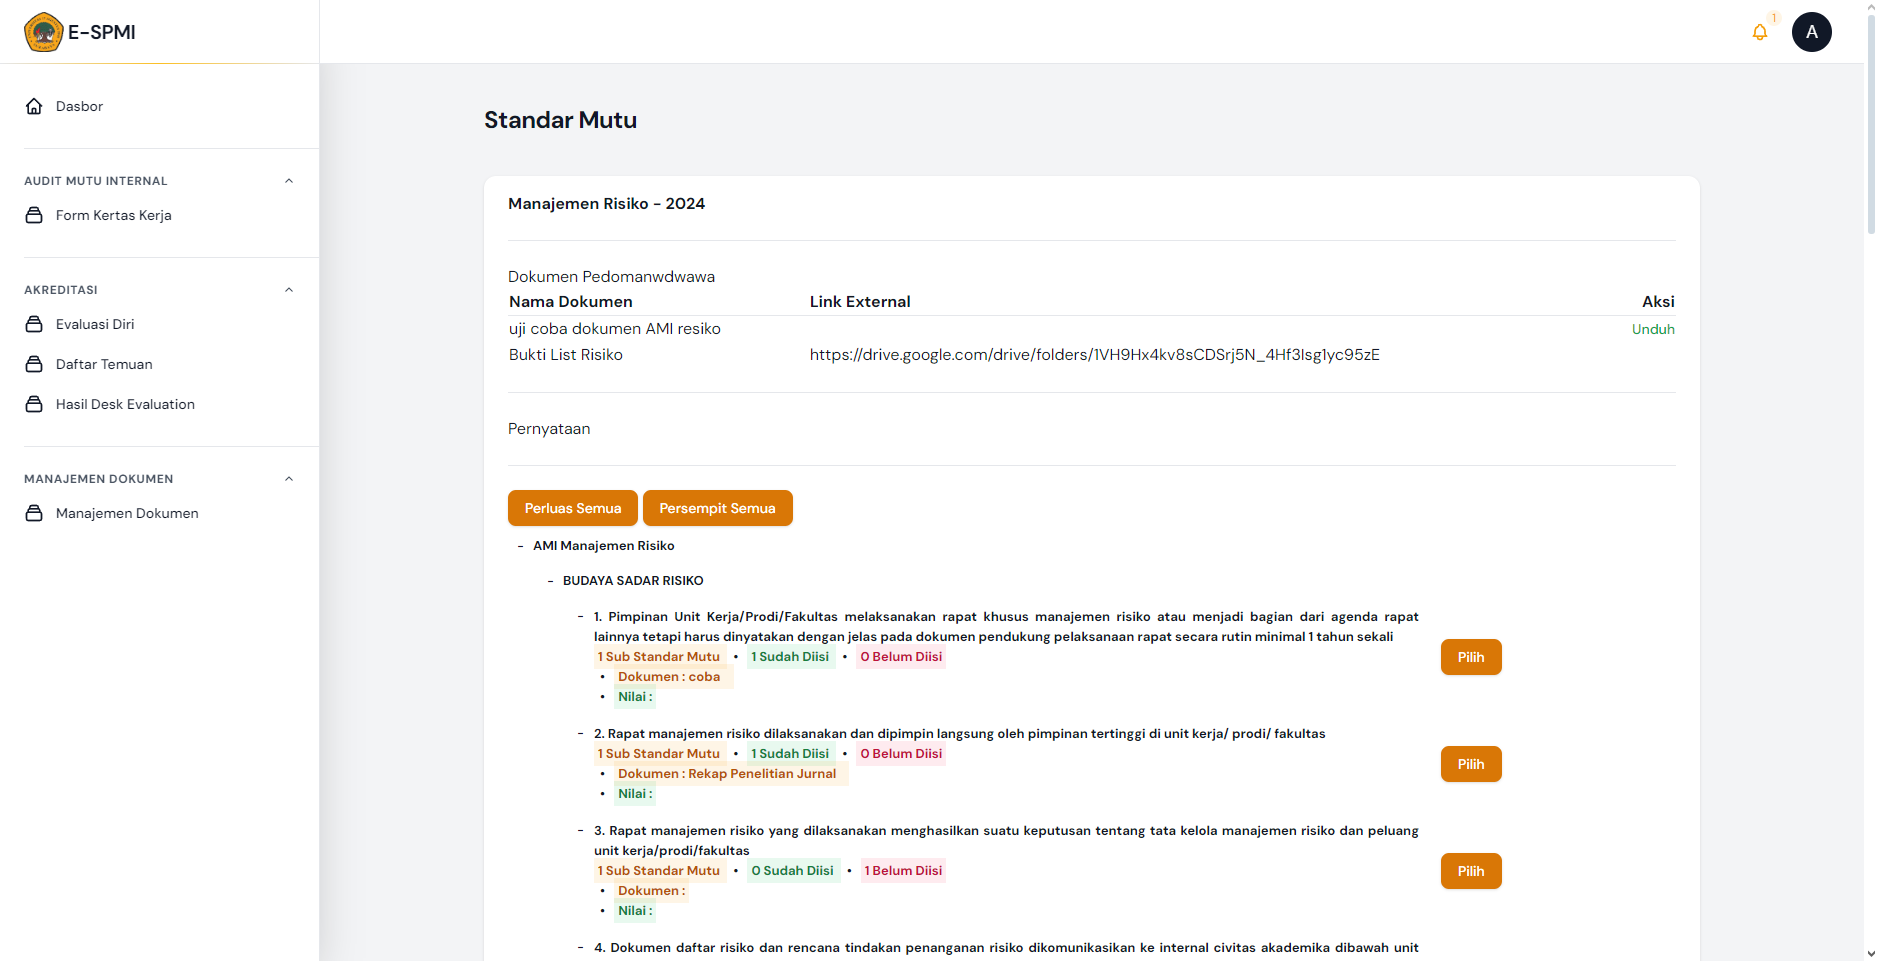 E-SPMI
1
A
Dasbor
AUDIT MUTU INTERNAL
Form Kertas Kerja
AKREDITASI
Evaluasi Diri
Daftar Temuan
Hasil Desk Evaluation
MANAJEMEN DOKUMEN
Manajemen Dokumen
Standar Mutu
Manajemen Risiko - 2024
Dokumen Pedomanwdwawa
Nama Dokumen Link External Aksi
uji coba dokumen AMI resiko Unduh
Bukti List Risiko https://drive.google.com/drive/folders/1VH9Hx4kv8sCDSrj5N_4Hf3Isg1yc95zE
Pernyataan
Perluas Semua Persempit Semua
- AMI Manajemen Risiko
- BUDAYA SADAR RISIKO
- 1. Pimpinan Unit Kerja/Prodi/Fakultas melaksanakan rapat khusus manajemen risiko atau menjadi bagian dari agenda rapat
lainnya tetapi harus dinyatakan dengan jelas pada dokumen pendukung pelaksanaan rapat secara rutin minimal 1 tahun sekali
1 Sub Standar Mutu • 1 Sudah Diisi • 0 Belum Diisi
Pilih
• Dokumen : coba
• Nilai :
- 2. Rapat manajemen risiko dilaksanakan dan dipimpin langsung oleh pimpinan tertinggi di unit kerja/ prodi/ fakultas
1 Sub Standar Mutu • 1 Sudah Diisi • 0 Belum Diisi
Pilih
• Dokumen : Rekap Penelitian Jurnal
• Nilai :
- 3. Rapat manajemen risiko yang dilaksanakan menghasilkan suatu keputusan tentang tata kelola manajemen risiko dan peluang
unit kerja/prodi/fakultas
1 Sub Standar Mutu • 0 Sudah Diisi • 1 Belum Diisi
Pilih
• Dokumen :
• Nilai :
- 4. Dokumen daftar risiko dan rencana tindakan penanganan risiko dikomunikasikan ke internal civitas akademika dibawah unit